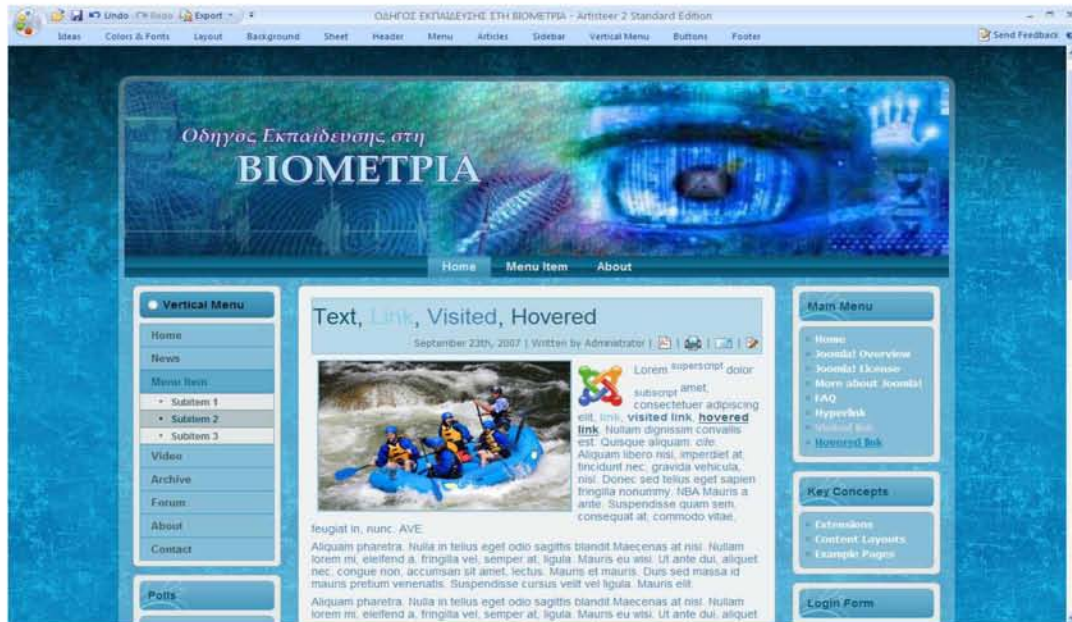 Undo Redo Export
ΟΔΗΓΟΣ ΕΚΠΑΙΔΕΥΣΗΣ ΣΤΗ ΒΙΟΜΕΤΡΙΑ - Artisteer 2 Standard Edition
Ideas Colors & Fonts Layout Background Sheet Header Menu Articles Sidebar Vertical Menu Buttons Footer
Send Feedback
Οδηγος Εκπαίδευσης στη
ΒΙΟΜΕΤΡΙΑ
Home Menu Item About
Vertical Menu
Home
News
Menu Item
Subitem 1
Subitem 2
Subitem 3
Video
Archive
Forum
About
Contact
Polls
Text, Link, Visited, Hovered
September 23th, 2007 | Written by Administrator |
Lorem superscript dolor
subscript amet,
consectetuer adipiscing
elit, link, visited link, hovered
link. Nullam dignissim convallis
est. Quisque aliquam. cite.
Aliquam libero nisi, imperdiet at,
tincidunt nec, gravida vehicula,
nisl. Donec sed tellus eget sapien
fringilla nonummy. NBA Mauris a
ante. Suspendisse quam sem,
consequat at, commodo vitae,
feugiat in, nunc. AVE
Aliquam pharetra. Nulla in tellus eget odio sagittis blandit.Maecenas at nisl. Nullam
lorem mi, eleifend a, fringilla vel, semper at, ligula. Mauris eu wisi. Ut ante dui, aliquet
nec, congue non, accumsan sit amet, lectus. Mauris et mauris. Duis sed massa id
mauris pretium venenatis. Suspendisse cursus velit vel ligula. Mauris elit.
Aliquam pharetra. Nulla in tellus eget odio sagittis blandit.Maecenas at nisl. Nullam
lorem mi, eleifend a, fringilla vel, semper at, ligula. Mauris eu wisi. Ut ante dui, aliquet
Main Menu
Home
Joomla! Overview
Joomla! License
More about Joomla!
FAQ
Hyperlink
Visited link
Hovered link
Key Concepts
Extensions
Content Layouts
Example Pages
Login Form